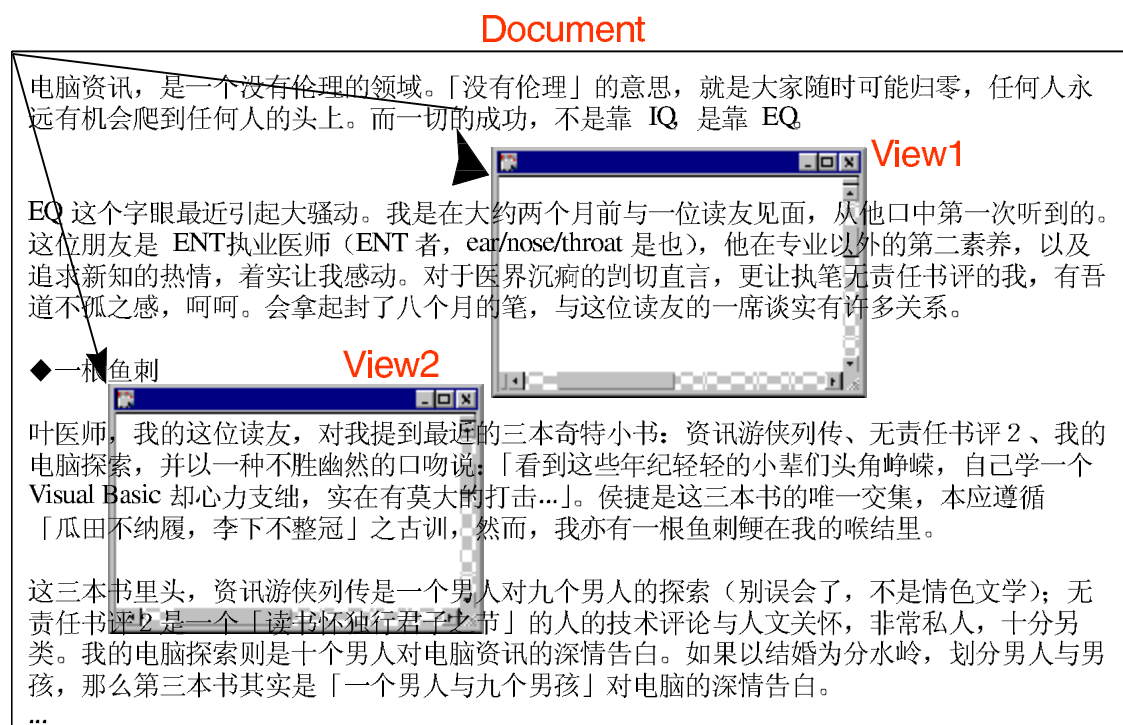 Document
电脑资讯，是一个没有伦理的领域。「没有伦理」的意思，就是大家随时可能归零，任何人永
远有机会爬到任何人的头上。而一切的成功，不是靠 IQ, 是靠 EQ。
View1
EQ 这个字眼最近引起大骚动。我是在大约两个月前与一位读友见面，从他口中第一次听到的。
这位朋友是 ENT执业医师（ENT 者，ear/nose/throat 是也），他在专业以外的第二素养，以及
追求新知的热情，着实让我感动。对于医界沉痾的剀切直言，更让执笔无责任书评的我，有吾
道不孤之感，呵呵。会拿起封了八个月的笔，与这位读友的一席谈实有许多关系。
◆一根鱼刺
View2
叶医师，我的这位读友，对我提到最近的三本奇特小书：资讯游侠列传、无责任书评２、我的
电脑探索，并以一种不胜幽然的口吻说：「看到这些年纪轻轻的小辈们头角峥嵘，自己学一个
Visual Basic 却心力支绌，实在有莫大的打击...」。侯捷是这三本书的唯一交集，本应遵循
「瓜田不纳履，李下不整冠」之古训，然而，我亦有一根鱼刺鲠在我的喉结里。
这三本书里头，资讯游侠列传是一个男人对九个男人的探索（别误会了，不是情色文学）；无
责任书评２是一个「读书怀独行君子之节」的人的技术评论与人文关怀，非常私人，十分另
类。我的电脑探索则是十个男人对电脑资讯的深情告白。如果以结婚为分水岭，划分男人与男
孩，那么第三本书其实是「一个男人与九个男孩」对电脑的深情告白。
...